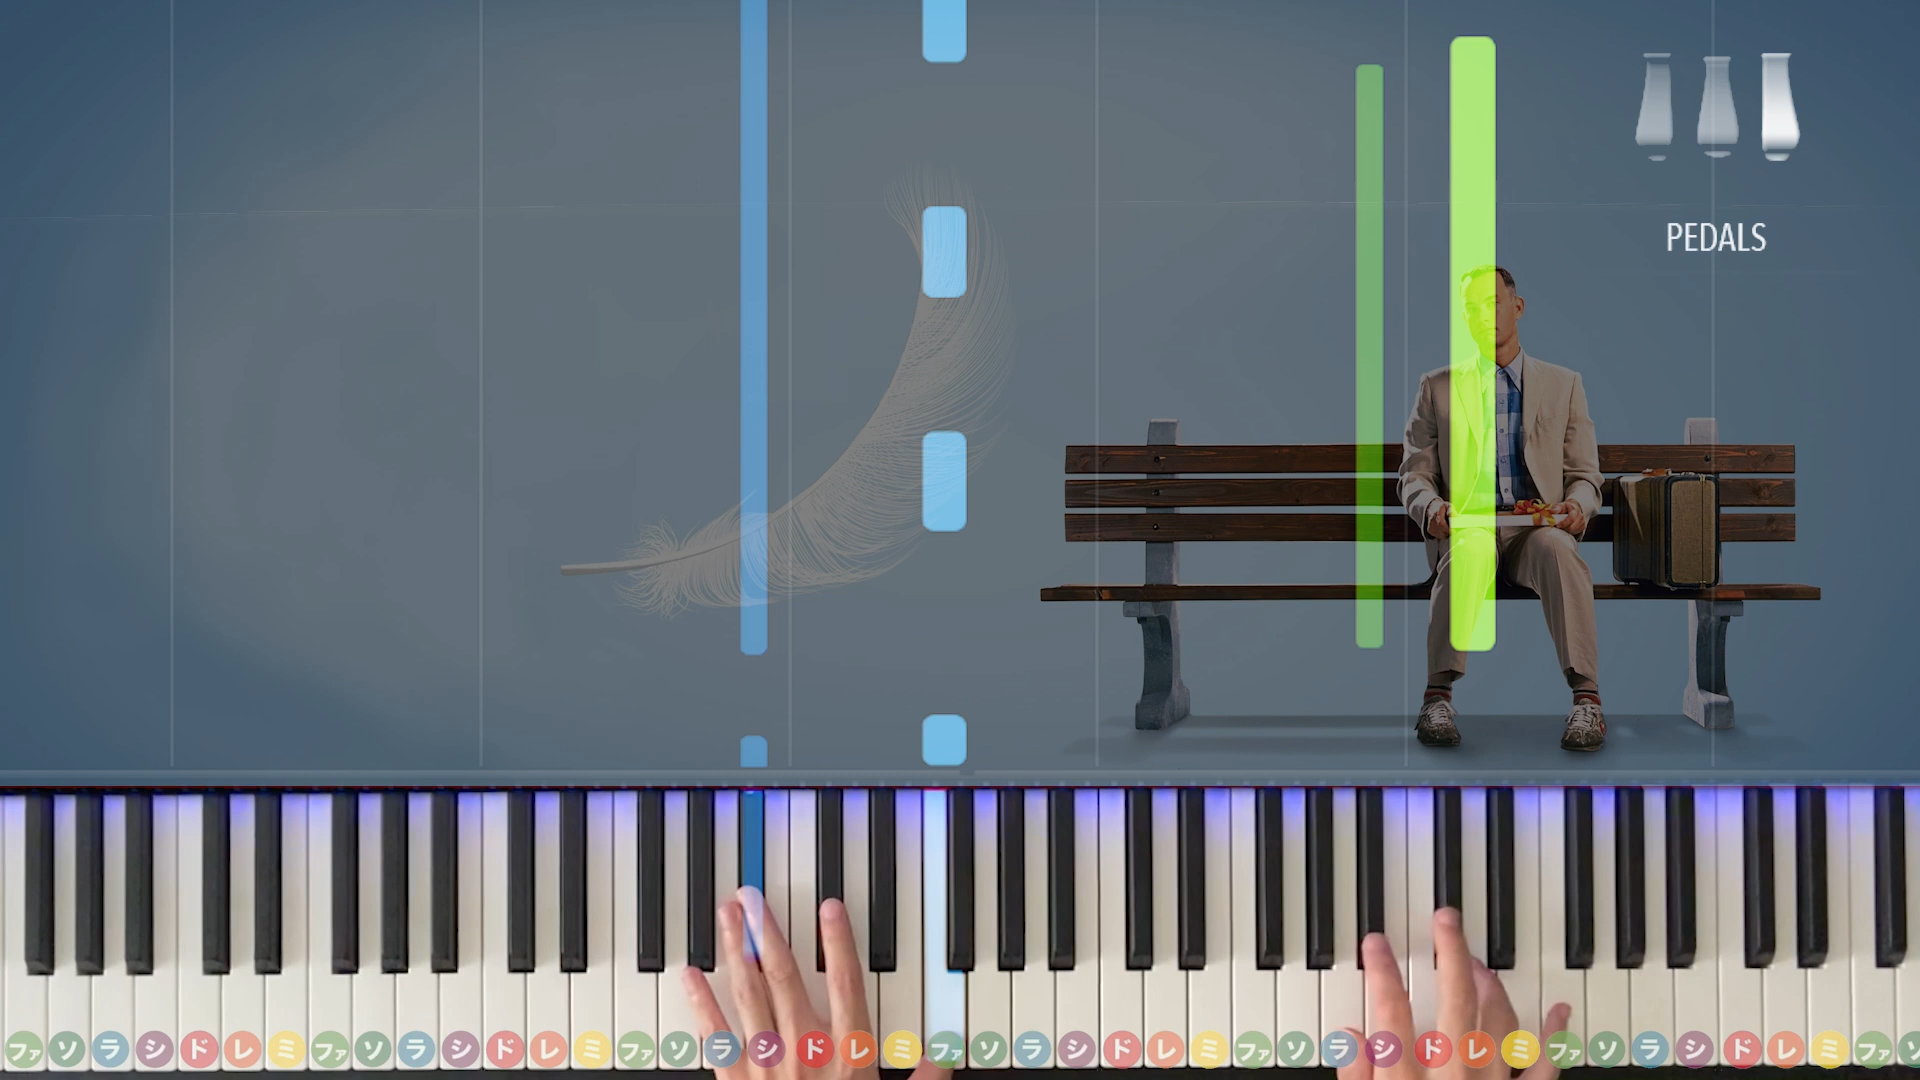 PEDALS
ファ ソ ラ シ ド レ ミ ファ ソ ラ シ ド レ ミ ファ ソ ラ シ ド レ ミ ファ ソ ラ シ ド レ ミ ファ ソ ラ シ ド レ ミ ファ ソ ラ シ ド レ ミ ファ ソ